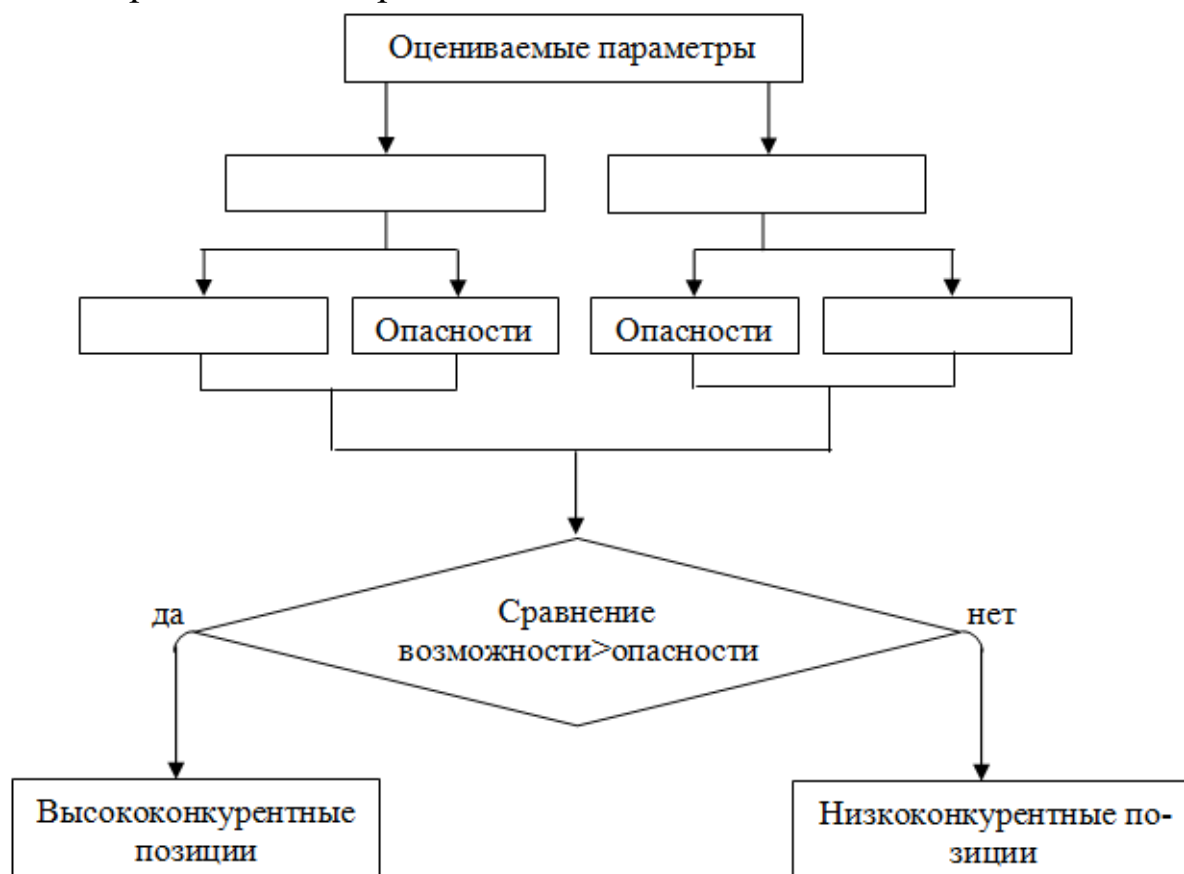 Оцениваемые параметры
Опасности
Опасности
да
Сравнение
возможности>опасности
нет
Высококонкурентные
позиции
Низкоконкурентные по-
зиции